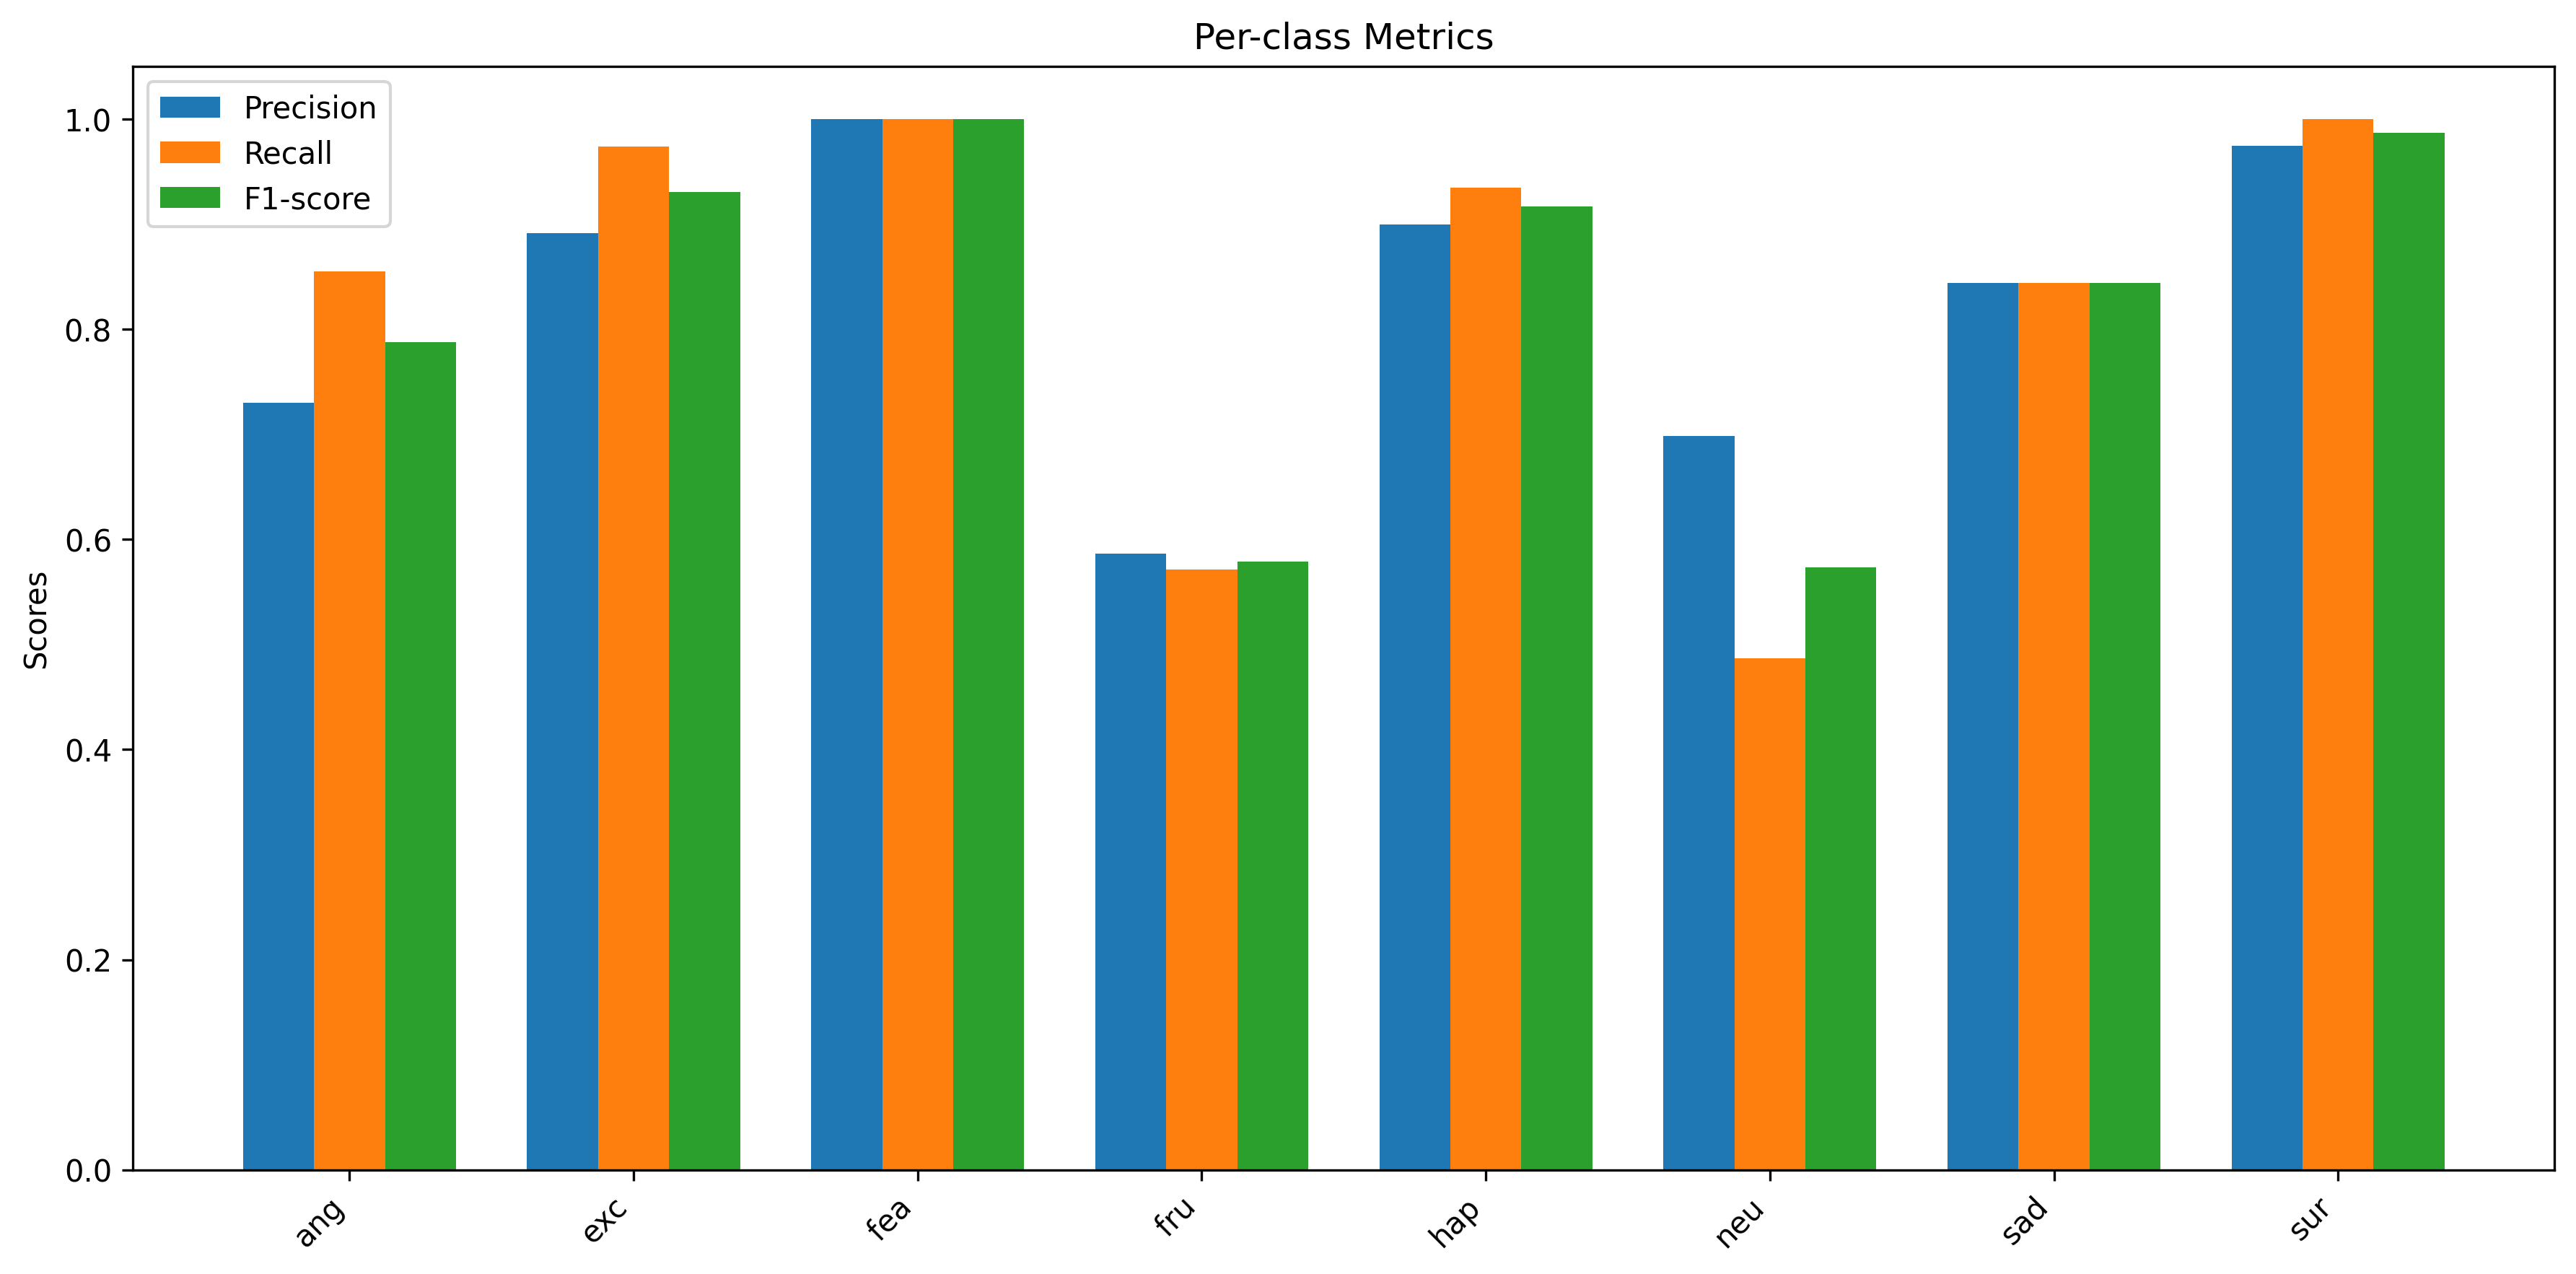 Per-class Metrics
Precision
Recall
F1-score
Scores
1.0
0.8
0.6
0.4
0.2
0.0
ang
exc
fea
fru
hap
neu
sad
sur